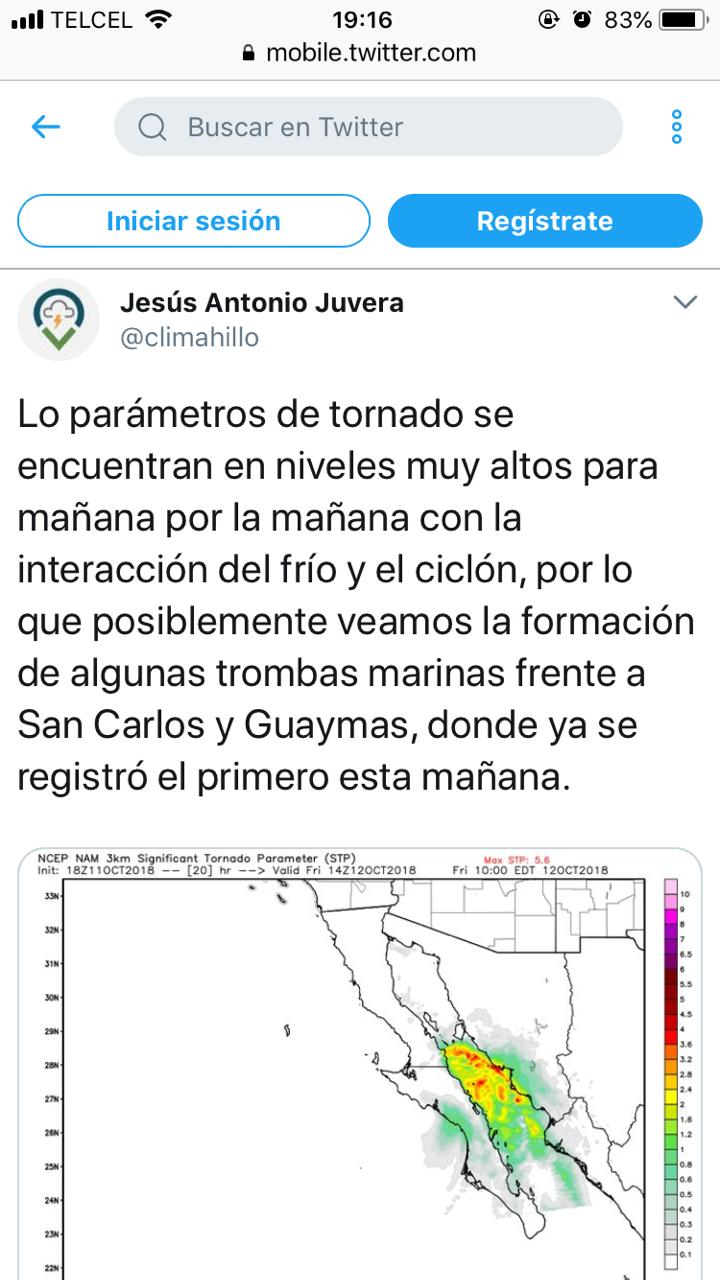 TELCEL 19:16 83%
mobile.twitter.com
Buscar en Twitter
Iniciar sesión Regístrate
Jesús Antonio Juvera
@climahillo
Lo parámetros de tornado se
encuentran en niveles muy altos para
mañana por la mañana con la
interacción del frío y el ciclón, por lo
que posiblemente veamos la formación
de algunas trombas marinas frente a
San Carlos y Guaymas, donde ya se
registró el primero esta mañana.
NCEP NAM 3km Significant Tornado Parameter (STP) Max STP: 5.6
Init: 18Z11OCT2018 -- [20] hr --> Valid Fri 14Z12OCT2018 Fri 10:00 EDT 12OCT2018
33N
32N
31N
30N
29N
28N
27N
26N
25N
24N
23N
22N
10
9
8
7
6.5
6
5.5
5
4.5
4
3.6
3.2
2.8
2.4
2
1.6
1.2
1
0.8
0.6
0.5
0.4
0.3
0.2
0.1